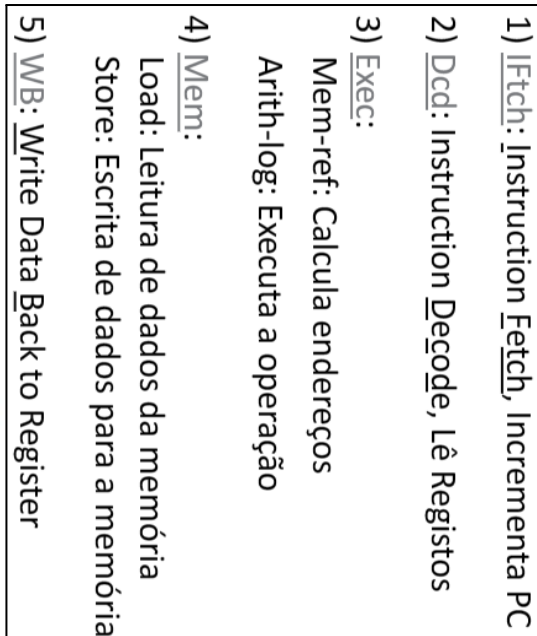 1) IFtch: Instruction Fetch, Incrementa PC
2) Dcd: Instruction Decode, Lê Registos
3) Exec:
Mem-ref: Calcula endereços
Arith-log: Executa a operação
4) Mem:
Load: Leitura de dados da memória
Store: Escrita de dados para a memória
5) WB: Write Data Back to Register